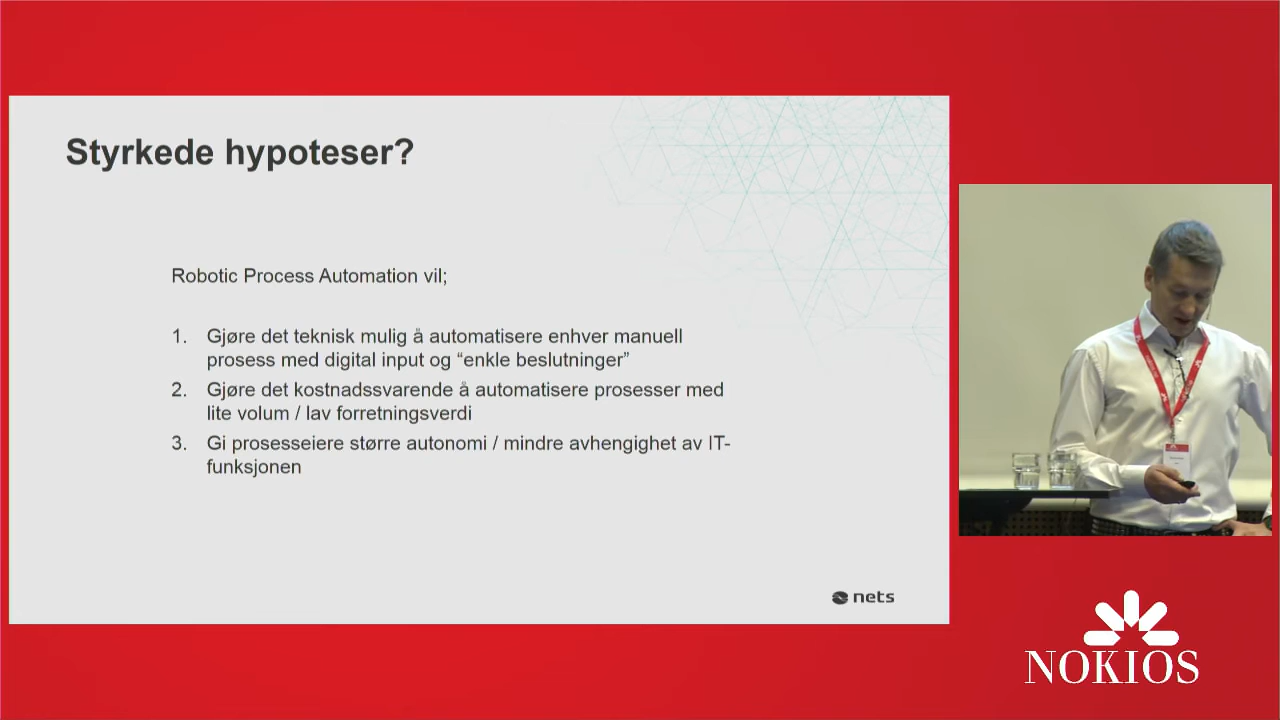 Styrkede hypoteser?
Robotic Process Automation vil;
1. Gjøre det teknisk mulig å automatisere enhver manuell
prosess med digital input og “enkle beslutninger”
2. Gjøre det kostnadssvarende å automatisere prosesser med
lite volum / lav forretningsverdi
3. Gi prosesseiere større autonomi / mindre avhengighet av IT-
funksjonen
nets
NOKIOS